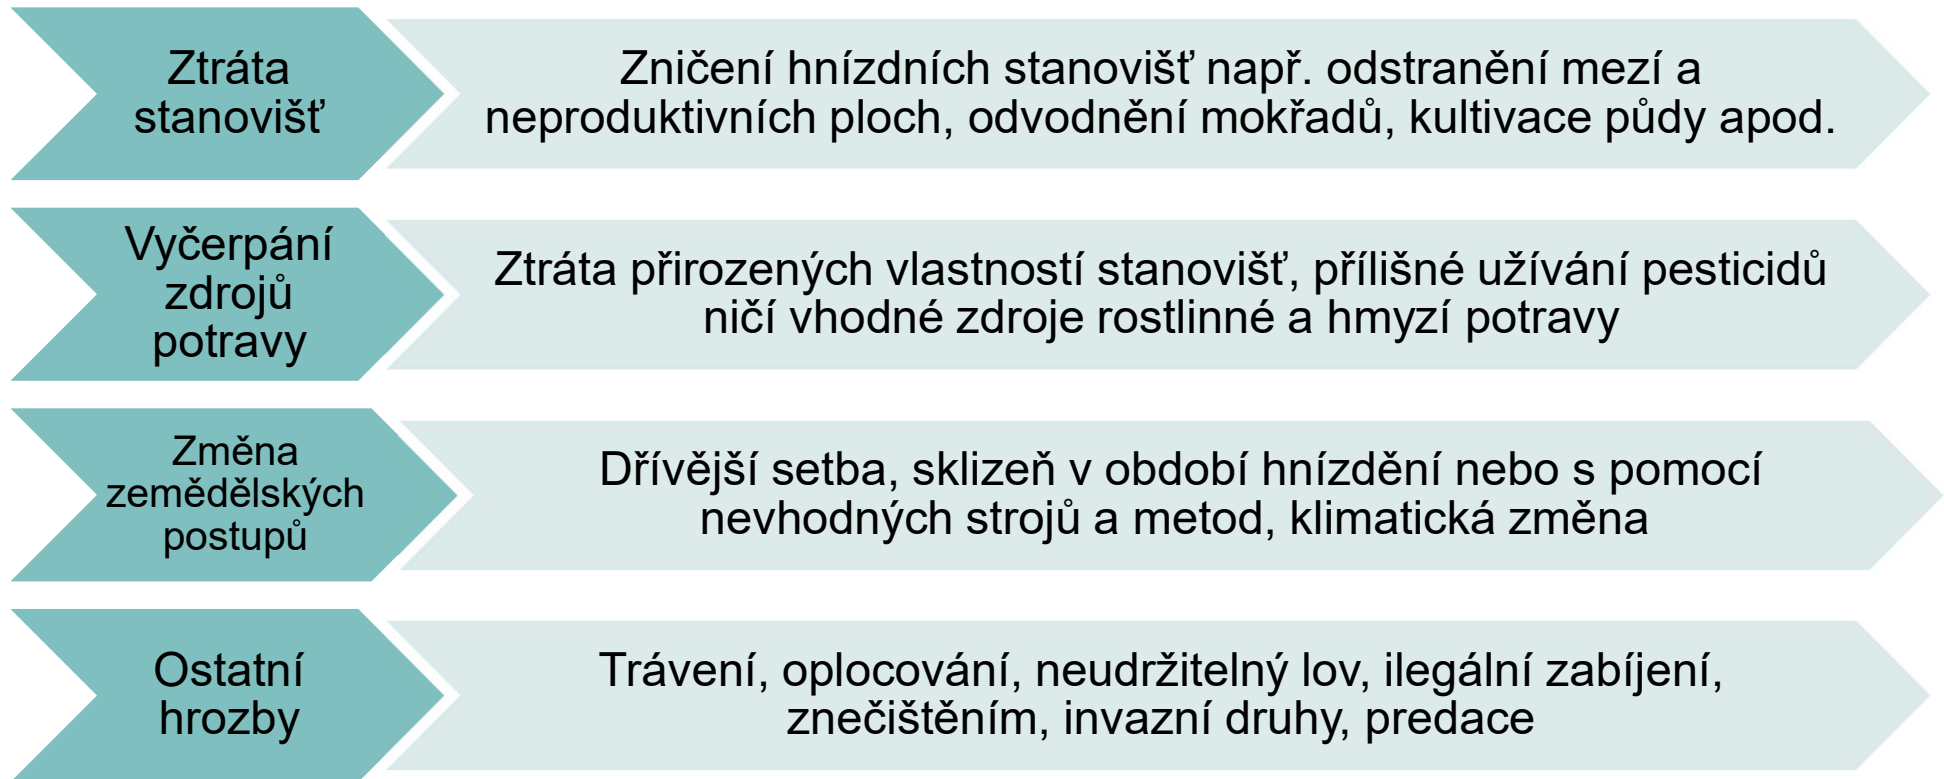 Ztráta
stanovišť
Zničení hnízdních stanovišť např. odstranění mezí a
neproduktivních ploch, odvodnění mokřadů, kultivace půdy apod.
Vyčerpání
zdrojů
potravy
Ztráta přirozených vlastností stanovišť, přílišné užívání pesticidů
ničí vhodné zdroje rostlinné a hmyzí potravy
Změna
zemědělských
postupů
Dřívější setba, sklizeň v období hnízdění nebo s pomocí
nevhodných strojů a metod, klimatická změna
Ostatní
hrozby
Trávení, oplocování, neudržitelný lov, ilegální zabíjení,
znečištěním, invazní druhy, predace